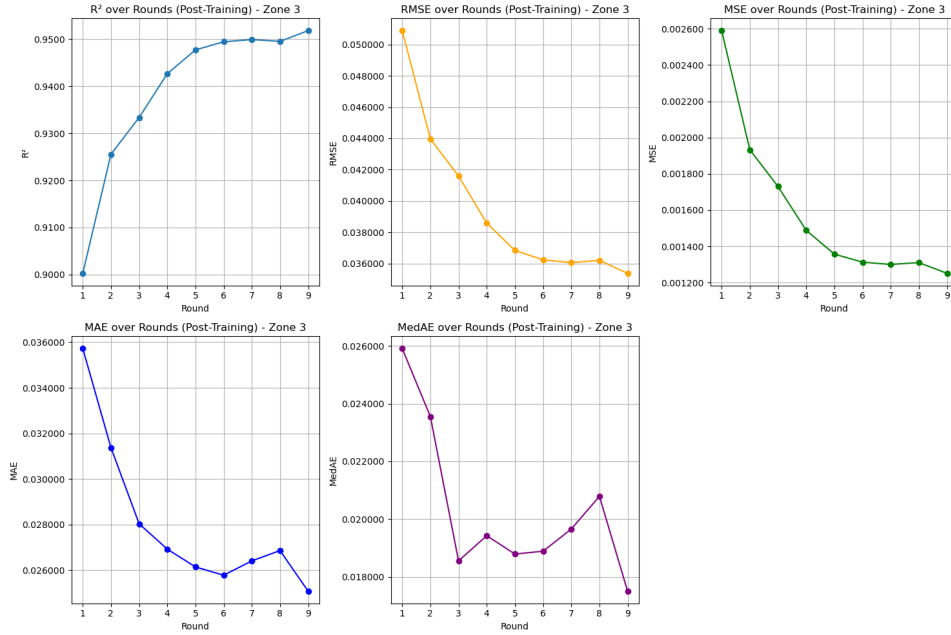 R² over Rounds (Post-Training) - Zone 3
0.9500
0.9400
0.9300
0.9200
0.9100
0.9000
R²
1 2 3 4 5 6 7 8 9
Round
RMSE over Rounds (Post-Training) - Zone 3
0.050000
0.048000
0.046000
0.044000
0.042000
0.040000
0.038000
0.036000
RMSE
1 2 3 4 5 6 7 8 9
Round
MSE over Rounds (Post-Training) - Zone 3
0.002600
0.002400
0.002200
0.002000
0.001800
0.001600
0.001400
0.001200
MSE
1 2 3 4 5 6 7 8 9
Round
MAE over Rounds (Post-Training) - Zone 3
0.036000
0.034000
0.032000
0.030000
0.028000
0.026000
MAE
1 2 3 4 5 6 7 8 9
Round
MedAE over Rounds (Post-Training) - Zone 3
0.026000
0.024000
0.022000
0.020000
0.018000
MedAE
1 2 3 4 5 6 7 8 9
Round